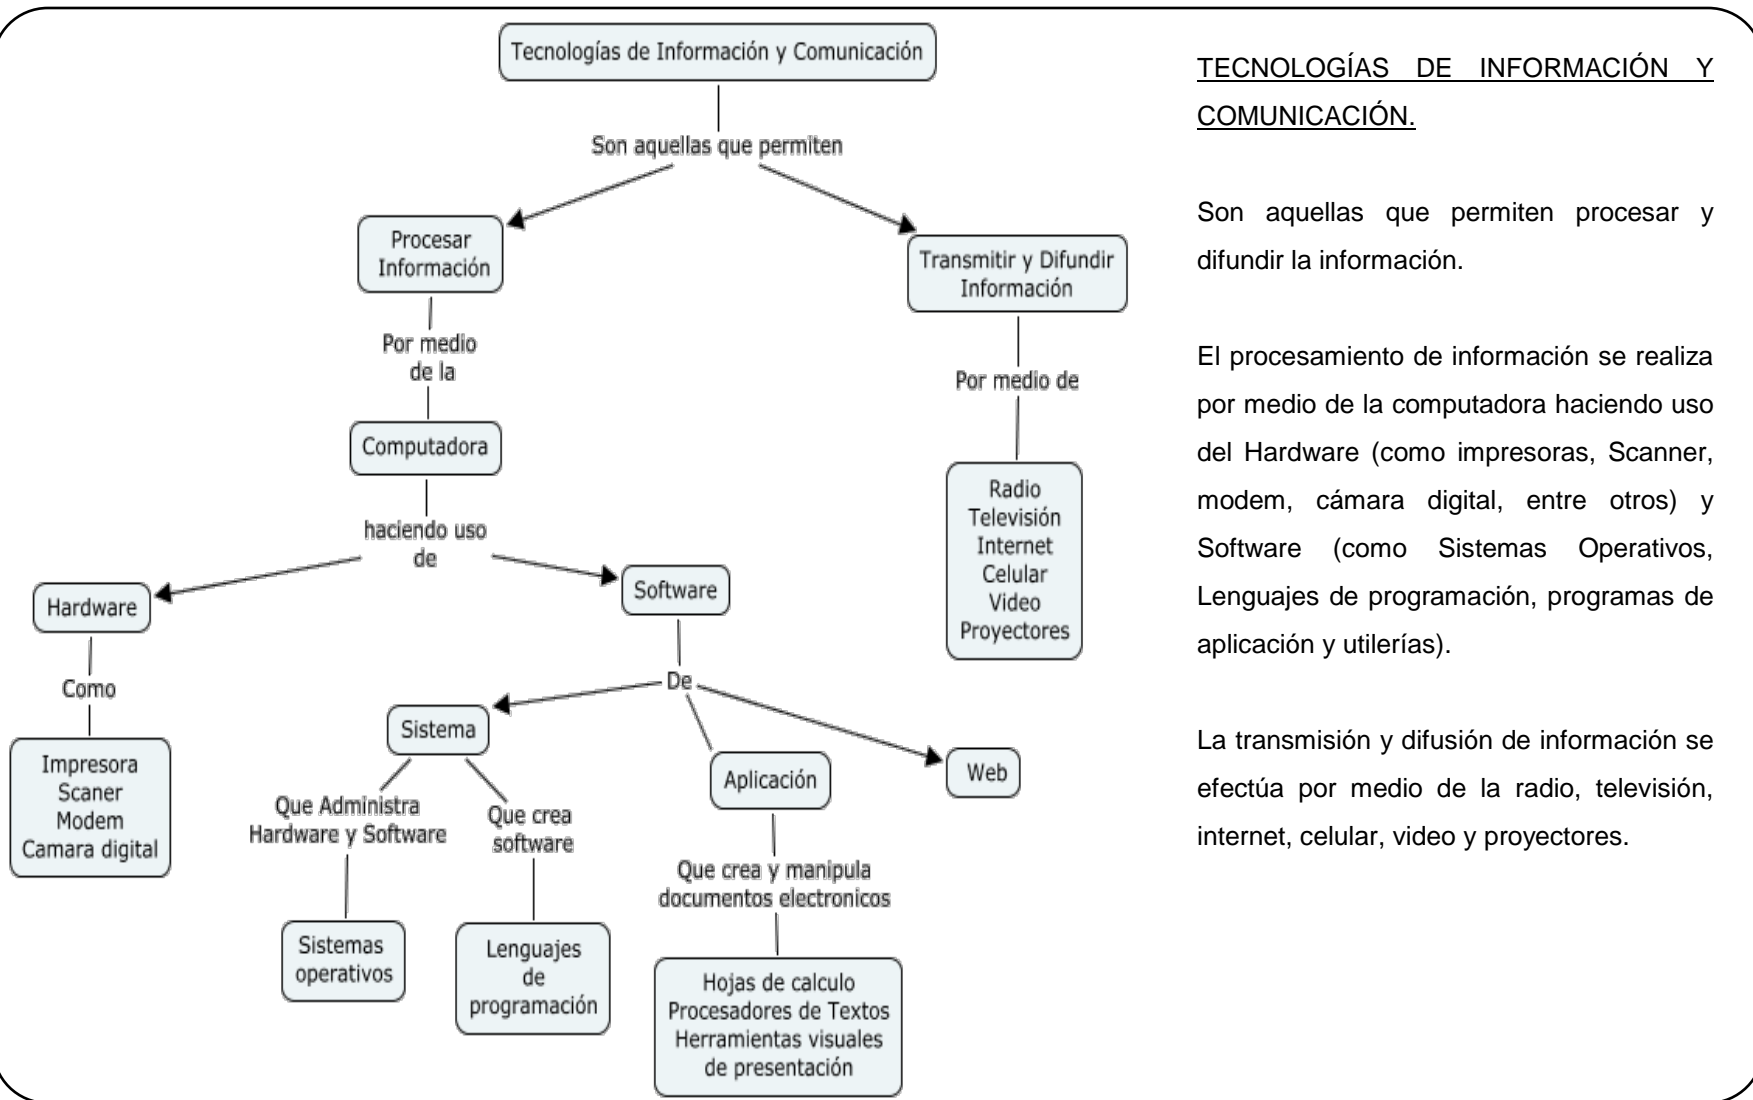 Tecnologías de Información y Comunicación
Son aquellas que permiten
Procesar
Información
Transmitir y Difundir
Información
Por medio
de la
Por medio de
Computadora
Radio
Televisión
Internet
Celular
Video
Proyectores
haciendo uso
de
Hardware
Software
Como
De
Impresora
Scaner
Modem
Camara digital
Sistema
Aplicación
Web
Que Administra
Hardware y Software
Que crea
software
Que crea y manipula
documentos electronicos
Sistemas
operativos
Lenguajes
de
programación
Hojas de calculo
Procesadores de Textos
Herramientas visuales
de presentación
TECNOLOGÍAS DE INFORMACIÓN Y
COMUNICACIÓN.
Son aquellas que permiten procesar y
difundir la información.
El procesamiento de información se realiza
por medio de la computadora haciendo uso
del Hardware (como impresoras, Scanner,
modem, cámara digital, entre otros) y
Software (como Sistemas Operativos,
Lenguajes de programación, programas de
aplicación y utilerías).
La transmisión y difusión de información se
efectúa por medio de la radio, televisión,
internet, celular, video y proyectores.